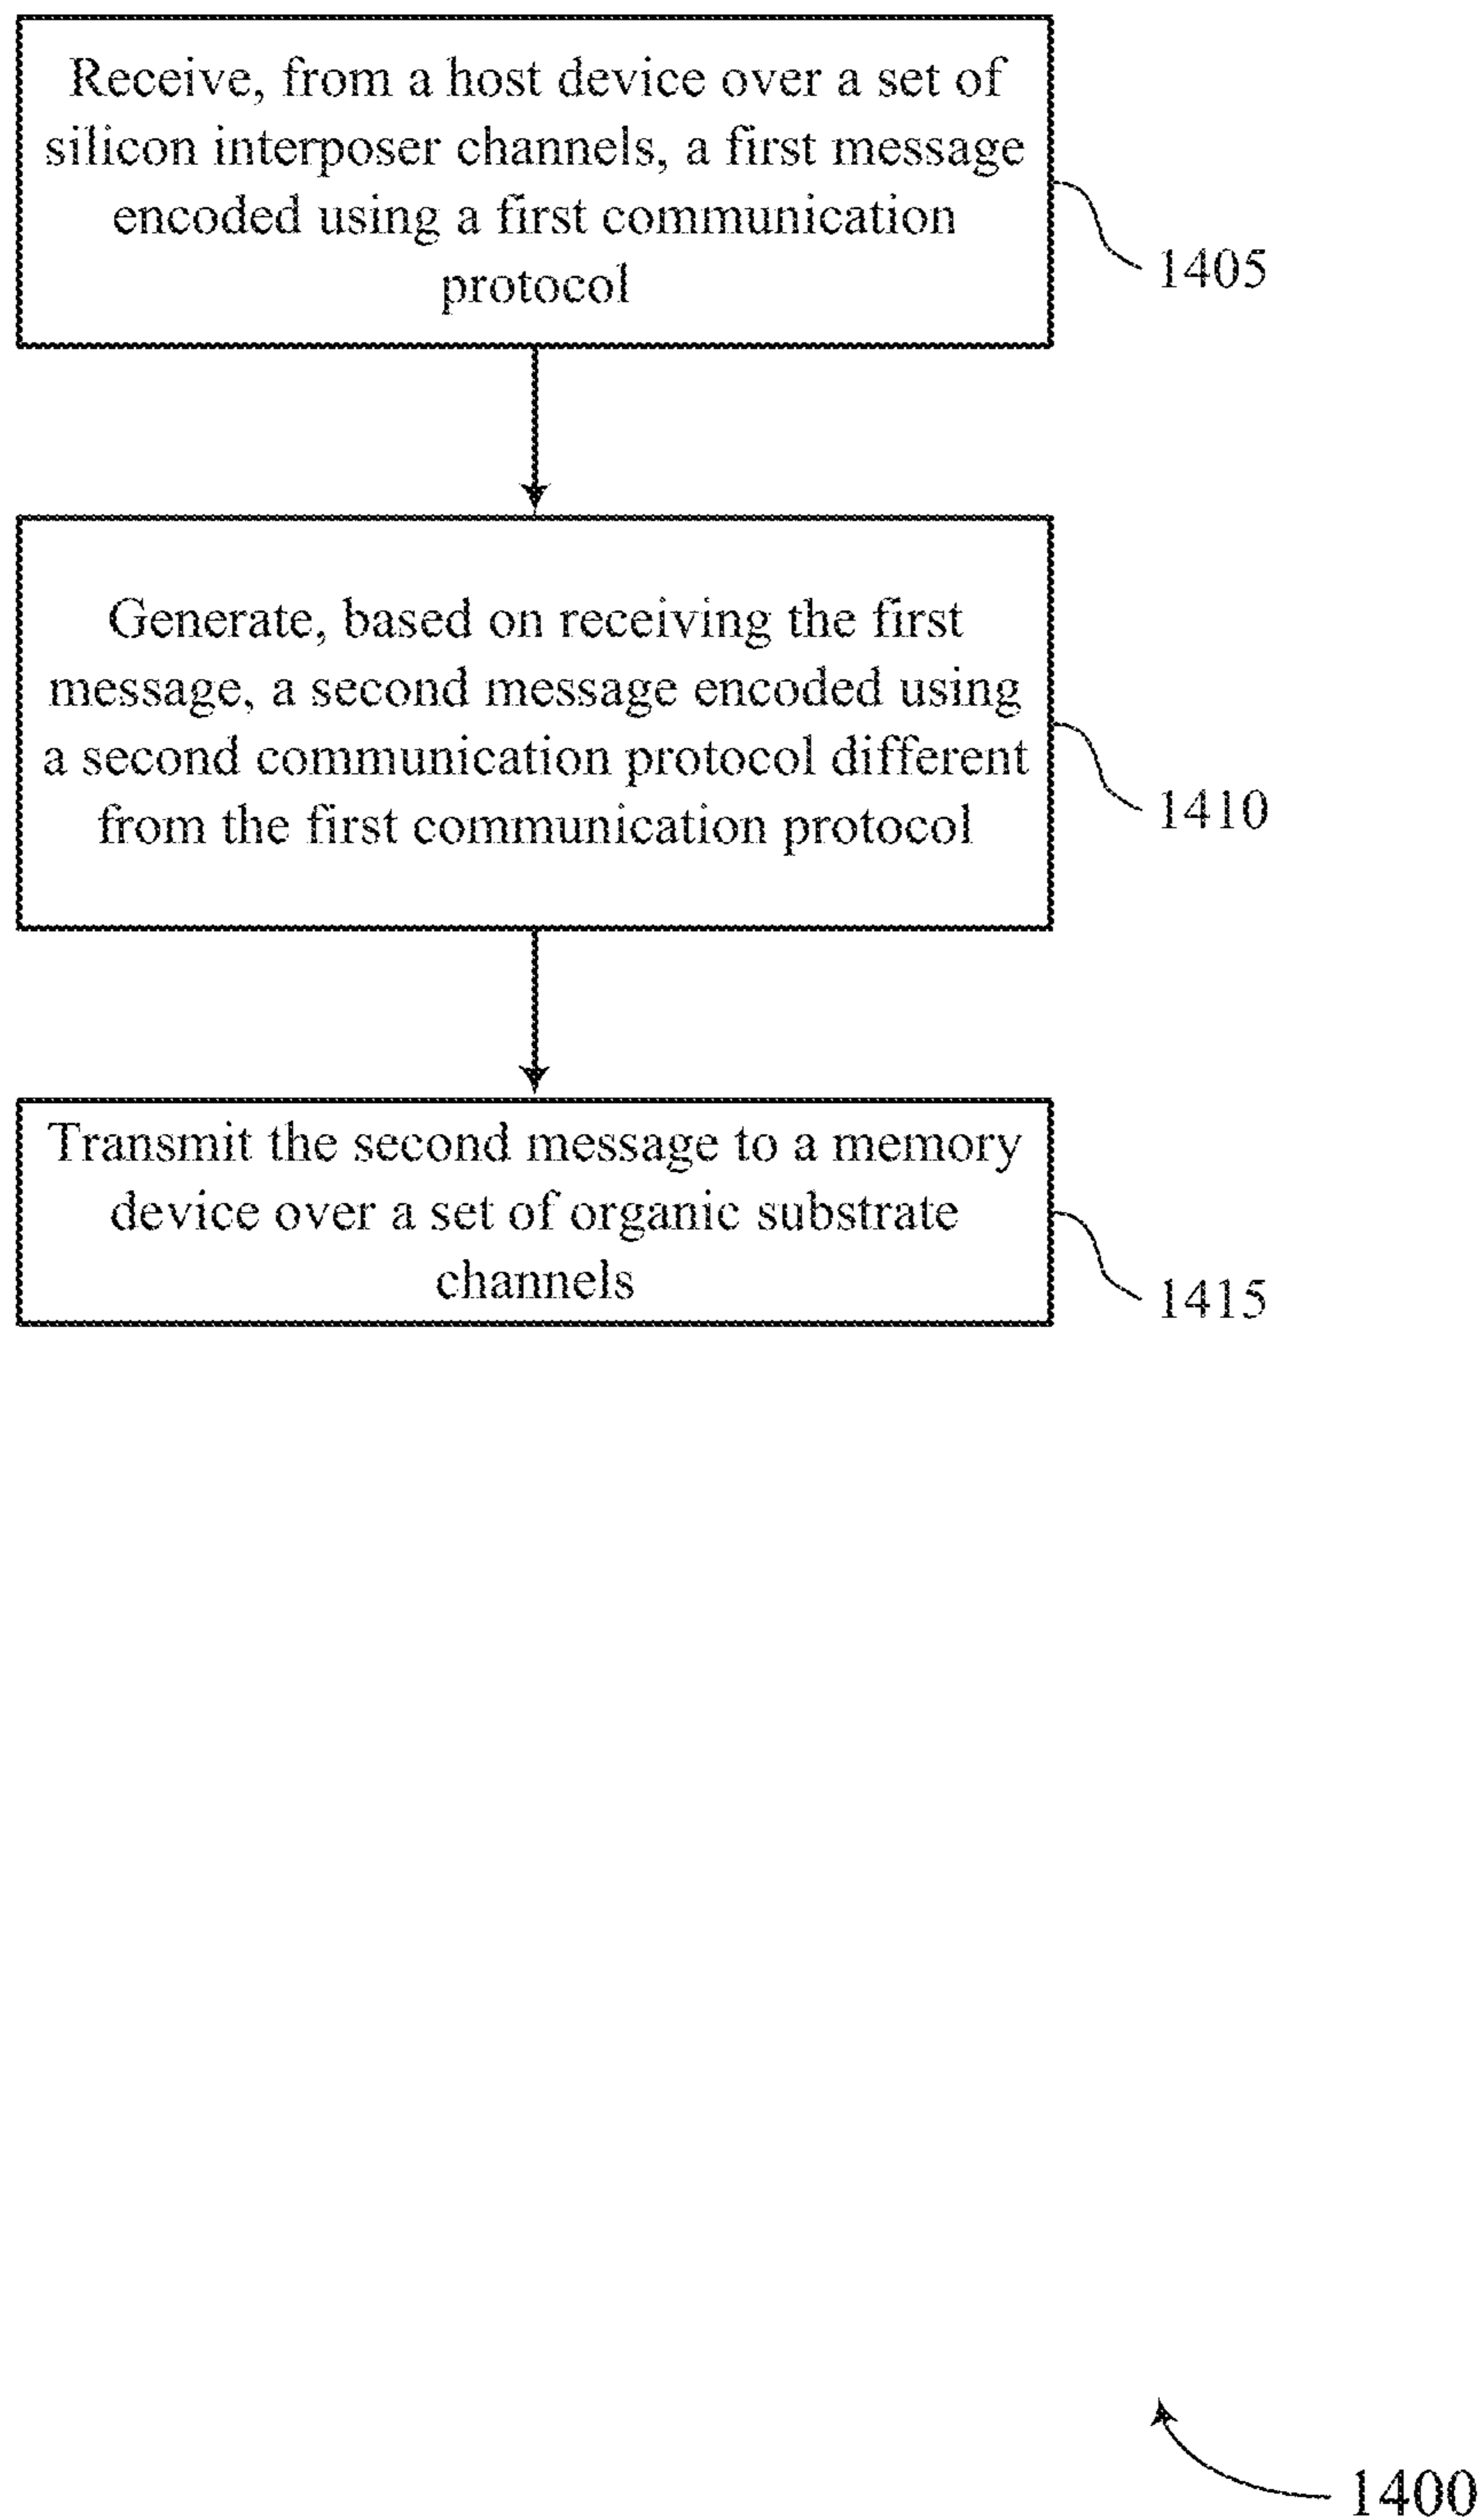 Receive, from a host device over a set of
silicon interposer channels, a first message
encoded using a first communication
protocol
1405
Generate, based on receiving the first
message, a second message encoded using
a second communication protocol different
from the first communication protocol
1410
Transmit the second message to a memory
device over a set of organic substrate
channels
1415
1400